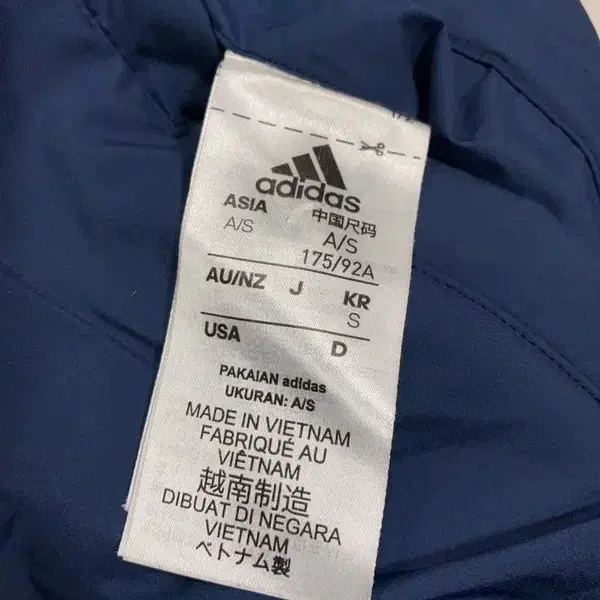 adidas
ASIA 中国尺码
A/S A/S
175/92A
AU/NZ J KR
S
USA D
PAKAIAN adidas
UKURAN: A/S
MADE IN VIETNAM
FABRIQUÉ AU
VIÊTNAM
越南制造
DIBUAT DI NEGARA
VIETNAM
ベトナム製